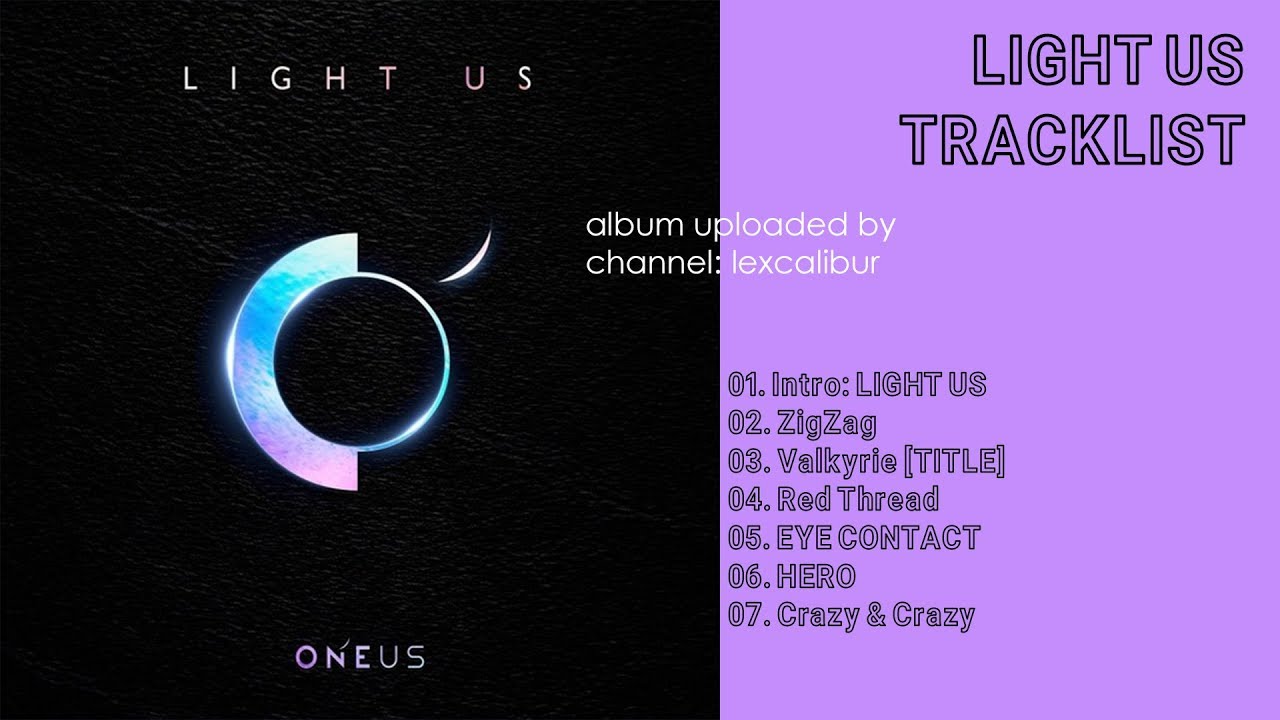 LIGHT US
ONEUS
LIGHT US
TRACKLIST
album uploaded by
channel: lexcalibur
01. Intro: LIGHT US
02. ZigZag
03. Valkyrie [TITLE]
04. Red Thread
05. EYE CONTACT
06. HERO
07. Crazy & Crazy